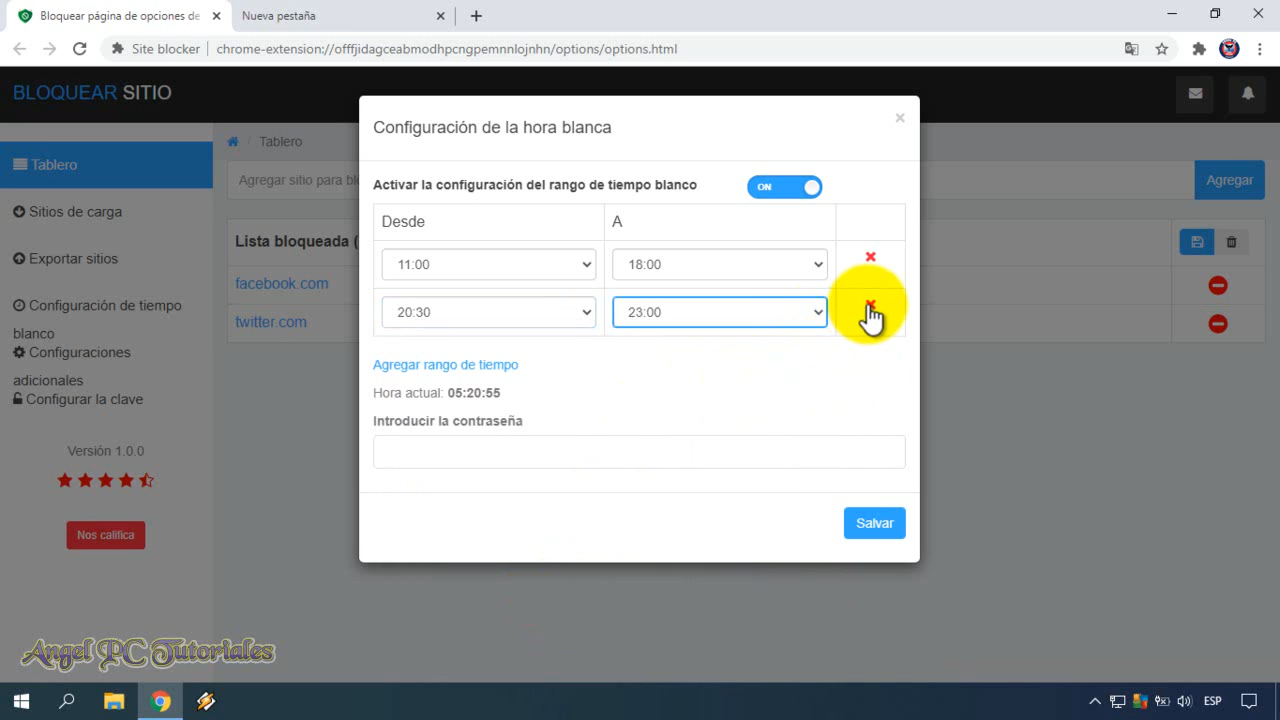 Bloquear página de opciones de
Nueva pestaña
Site blocker
chrome-extension://offfjidagceabmodhpcngpemnnlojnhn/options/options.html
BLOQUEAR SITIO
Tablero
Sitios de carga
Exportar sitios
Configuración de tiempo
blanco
Configuraciones
adicionales
Configurar la clave
Versión 1.0.0
Nos califica
Tablero
Agregar sitio para blo
Agregar
Lista bloqueada (
facebook.com
twitter.com
Configuración de la hora blanca
×
Activar la configuración del rango de tiempo blanco
ON
Desde
A
11:00
18:00
20:30
23:00
Agregar rango de tiempo
Hora actual: 05:20:55
Introducir la contraseña
Salvar
Angel PC Tutoriales
ESP